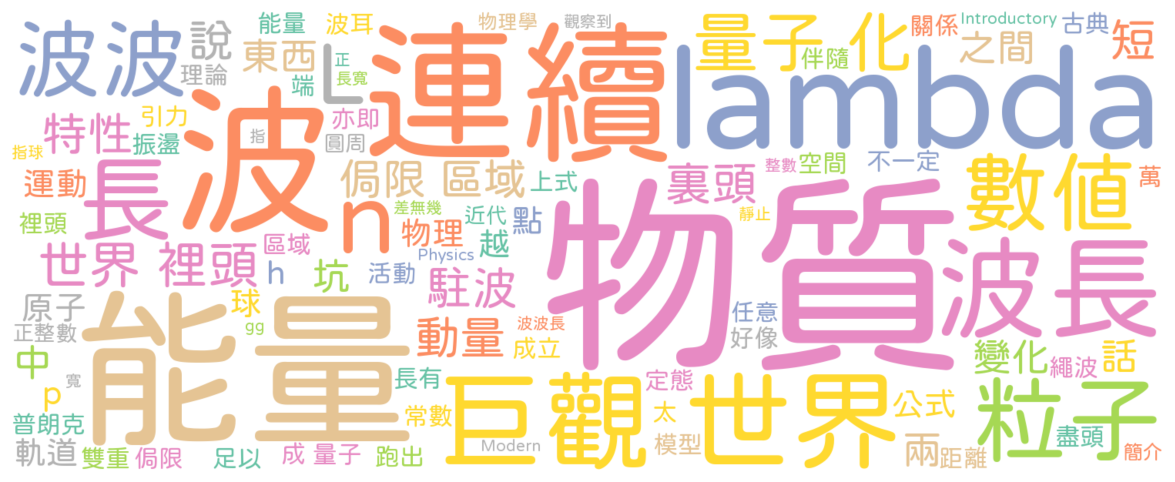 波波 說 能量 波耳 物理學 觀察到 量子 化 關係 Introductory 古典 短
理論 東西 端 L 正 長寬 連續 伴隨 之間
特性 引力 振盪 波 指 亦即 圓周 lambda
指球 運動 長 侷限 區域 上式 裏頭 整數 空間 不一定 數值 萬
裡頭 差無幾 近代 點 靜止
世界 裡頭 區域 n 物理 越 物質 波長
h 坑 活動 Physics 駐波
原子 能量 球 gg 動量 波波長 成立 任意 好像
正整數 變化 話
中 寬 p 長有 巨觀 定態 世界 繩波 粒子
普朗克 常數 太 公式 盡頭
軌道 雙重 侷限 足以 成 量子 跑出 Modern 模型 兩 距離 簡介